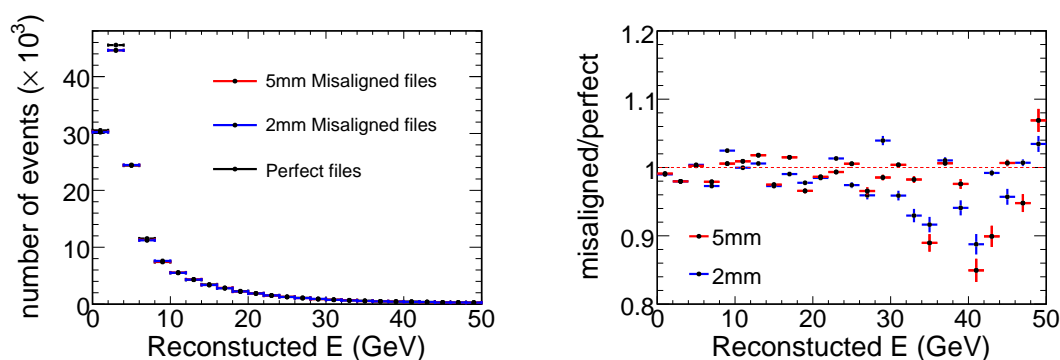 number of events (× 10³)
40
30
20
10
0
5mm Misaligned files
2mm Misaligned files
Perfect files
0 10 20 30 40 50
Reconstucted E (GeV)
misaligned/perfect
1.2
1.1
1
0.9
0.8
5mm
2mm
0 10 20 30 40 50
Reconstucted E (GeV)